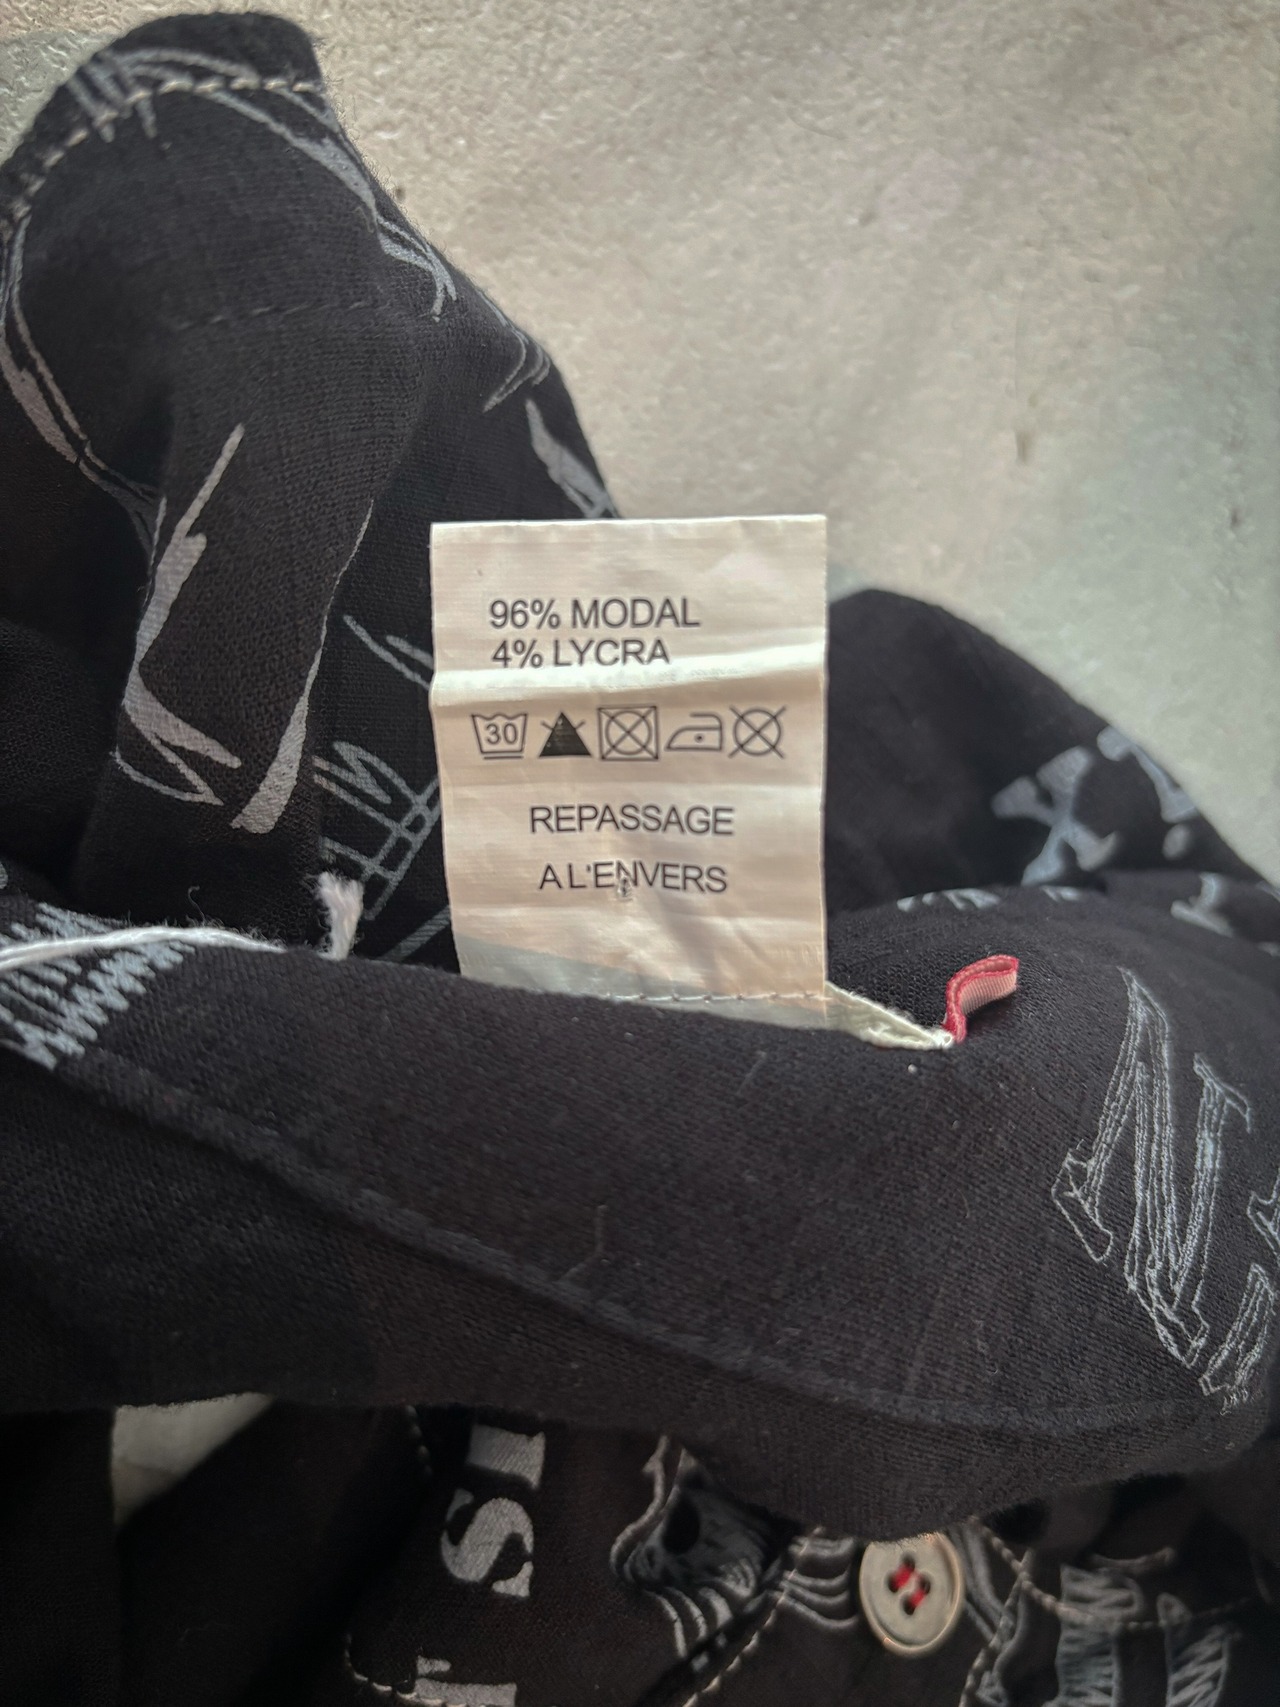 96% MODAL
4% LYCRA
30
REPASSAGE
A L'ENVERS